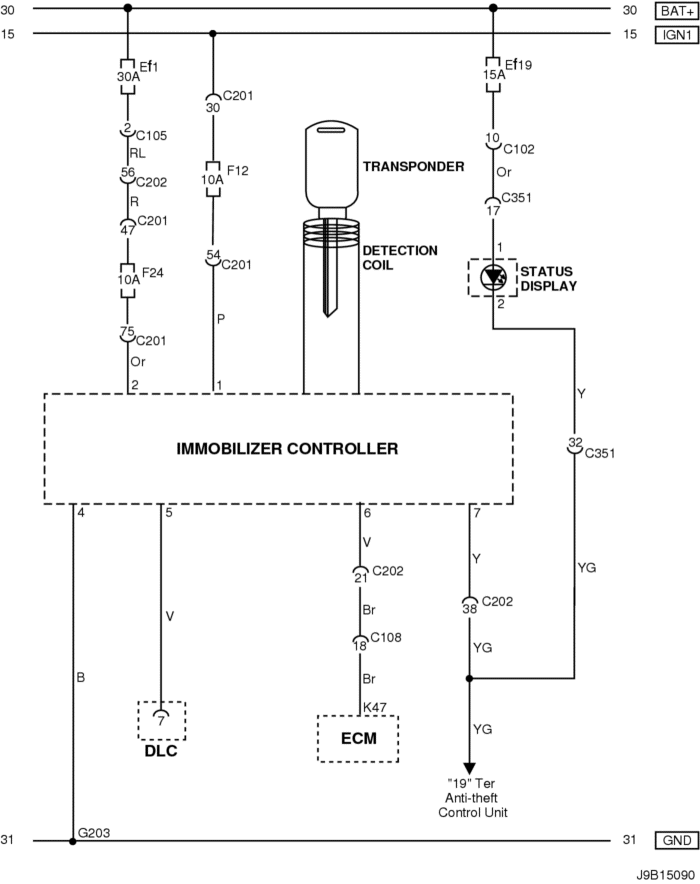 30
30
BAT+
15
15
IGN1
Ef1
30A
Ef19
15A
C201
30
2
C105
RL
10
C102
Or
F12
10A
TRANSPONDER
56
C202
R
C351
17
C201
47
DETECTION
COIL
1
54
C201
F24
10A
STATUS
DISPLAY
2
P
75
C201
Or
2
1
Y
IMMOBILIZER CONTROLLER
32
C351
4
5
6
7
V
Y
C202
21
YG
C202
38
Br
V
C108
18
YG
B
Br
K47
7
DLC
ECM
YG
"19" Ter
Anti-theft
Control Unit
G203
31
31
GND
J9B15090